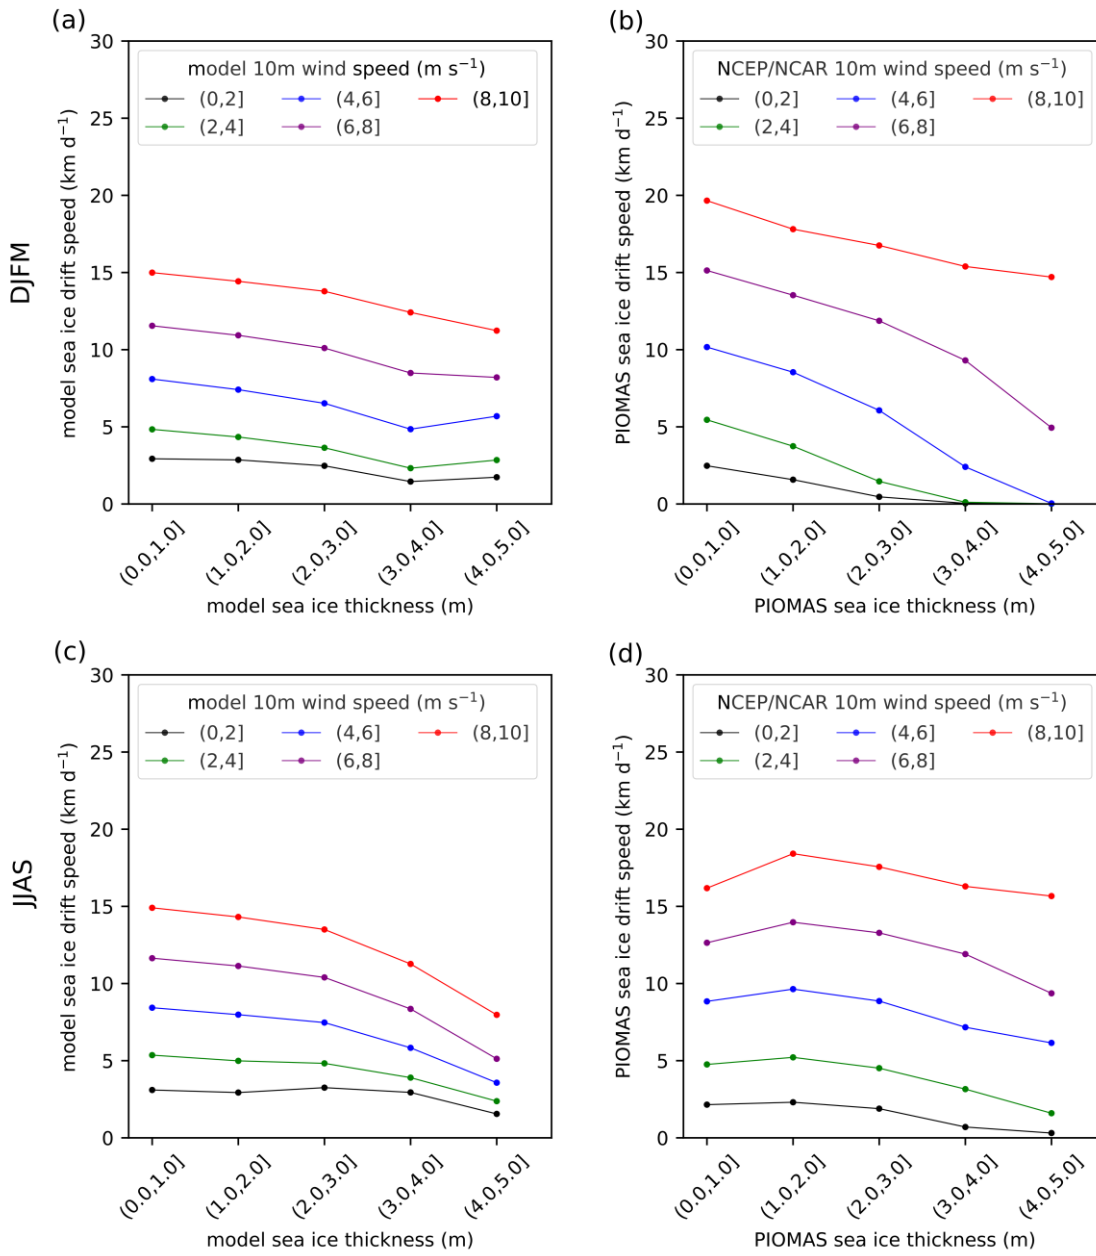 (a)
30
25
20
15
10
5
0
model sea ice drift speed (km d⁻¹)
model 10m wind speed (m s⁻¹)
(0,2] (4,6] (8,10]
(2,4] (6,8]
(0.0,1.0] (1.0,2.0] (2.0,3.0] (3.0,4.0] (4.0,5.0]
model sea ice thickness (m)
DJFM
(b)
30
25
20
15
10
5
0
PIOMAS sea ice drift speed (km d⁻¹)
NCEP/NCAR 10m wind speed (m s⁻¹)
(0,2] (4,6] (8,10]
(2,4] (6,8]
(0.0,1.0] (1.0,2.0] (2.0,3.0] (3.0,4.0] (4.0,5.0]
PIOMAS sea ice thickness (m)
(c)
30
25
20
15
10
5
0
model sea ice drift speed (km d⁻¹)
model 10m wind speed (m s⁻¹)
(0,2] (4,6] (8,10]
(2,4] (6,8]
(0.0,1.0] (1.0,2.0] (2.0,3.0] (3.0,4.0] (4.0,5.0]
model sea ice thickness (m)
JJAS
(d)
30
25
20
15
10
5
0
PIOMAS sea ice drift speed (km d⁻¹)
NCEP/NCAR 10m wind speed (m s⁻¹)
(0,2] (4,6] (8,10]
(2,4] (6,8]
(0.0,1.0] (1.0,2.0] (2.0,3.0] (3.0,4.0] (4.0,5.0]
PIOMAS sea ice thickness (m)